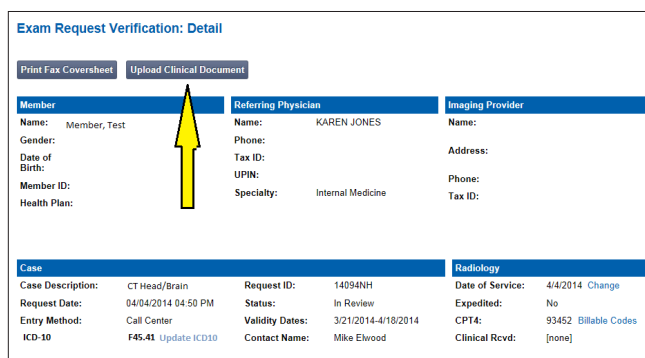 Exam Request Verification: Detail
Print Fax Coversheet Upload Clinical Document
Member
Name: Member, Test
Gender:
Date of
Birth:
Member ID:
Health Plan:
Referring Physician
Name: KAREN JONES
Phone:
Tax ID:
UPIN:
Specialty: Internal Medicine
Imaging Provider
Name:
Address:
Phone:
Tax ID:
Case
Case Description: CT Head/Brain Request ID: 14094NH
Request Date: 04/04/2014 04:50 PM Status: In Review
Entry Method: Call Center Validity Dates: 3/21/2014-4/18/2014
ICD-10 F45.41 Update ICD10 Contact Name: Mike Elwood
Radiology
Date of Service: 4/4/2014 Change
Expedited: No
CPT4: 93452 Billable Codes
Clinical Rcvd: [none]